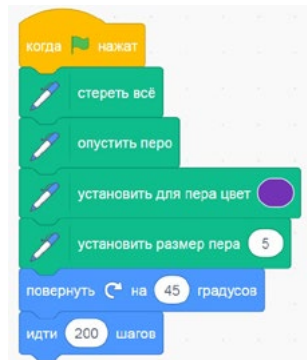 когда нажат
стереть всё
опустить перо
установить для пера цвет
установить размер пера 5
повернуть на 45 градусов
идти 200 шагов